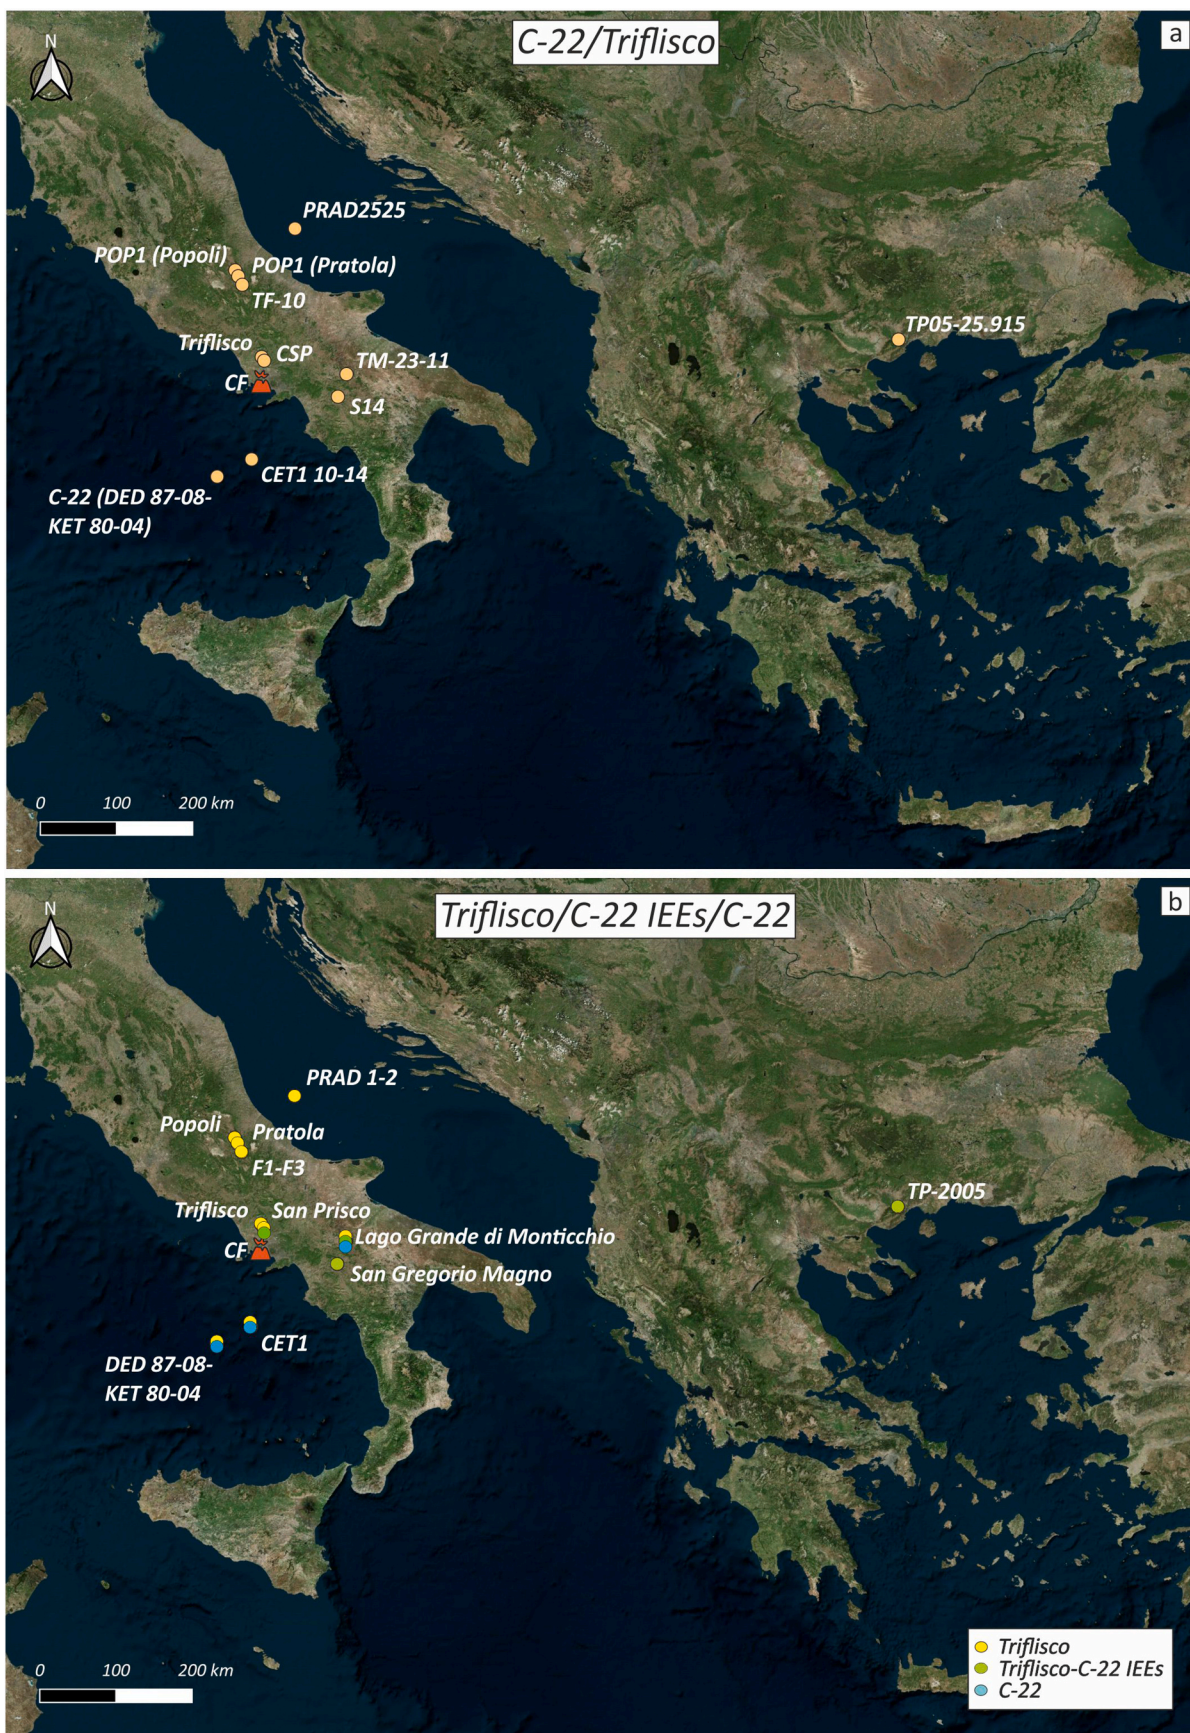 C-22/Triflisco
a
N
PRAD2525
POP1 (Popoli)
POP1 (Pratola)
TF-10
TP05-25.915
Triflisco
CSP
TM-23-11
CF
S14
CET1 10-14
C-22 (DED 87-08-
KET 80-04)
0 100 200 km
Triflisco/C-22 IEEs/C-22
b
N
PRAD 1-2
Popoli
Pratola
F1-F3
TP-2005
Triflisco
San Prisco
Lago Grande di Monticchio
CF
San Gregorio Magno
CET1
DED 87-08-
KET 80-04
0 100 200 km
Triflisco
Triflisco-C-22 IEEs
C-22